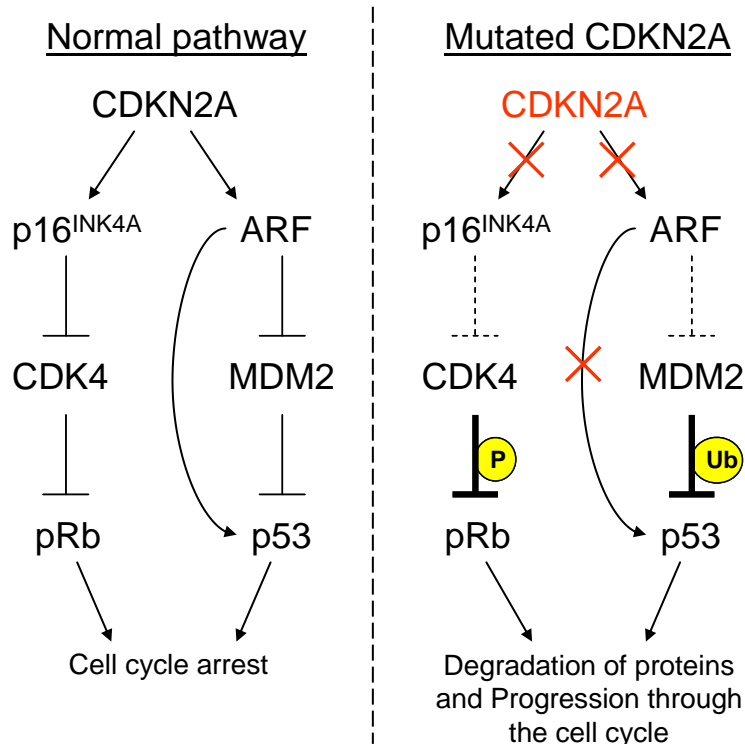 Normal pathway
CDKN2A
p16INK4A
ARF
CDK4
MDM2
pRb
p53
Cell cycle arrest
Mutated CDKN2A
CDKN2A
p16INK4A
ARF
CDK4
MDM2
P
Ub
pRb
p53
Degradation of proteins
and Progression through
the cell cycle